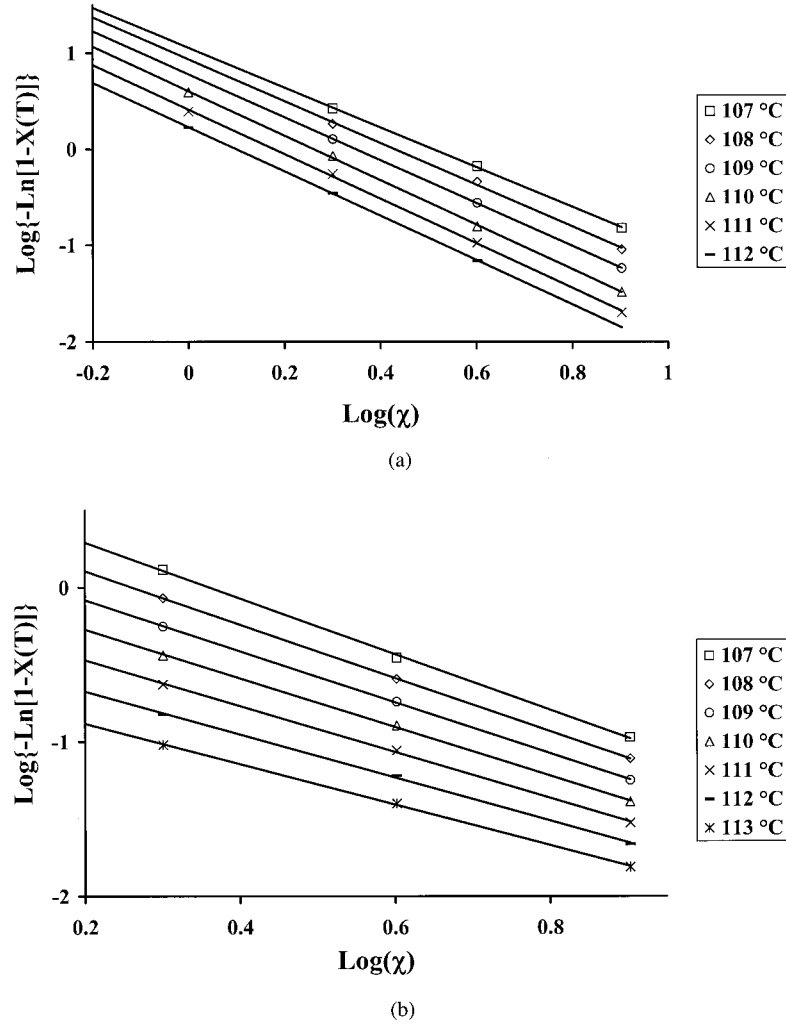 1
0
-1
-2
-0.2
0
0.2
0.4
0.6
0.8
1
Log{-Ln[1-X(T)]}
Log(χ)
107 °C
108 °C
109 °C
110 °C
111 °C
112 °C
(a)
0
-1
-2
0.2
0.4
0.6
0.8
Log{-Ln[1-X(T)]}
Log(χ)
107 °C
108 °C
109 °C
110 °C
111 °C
112 °C
113 °C
(b)